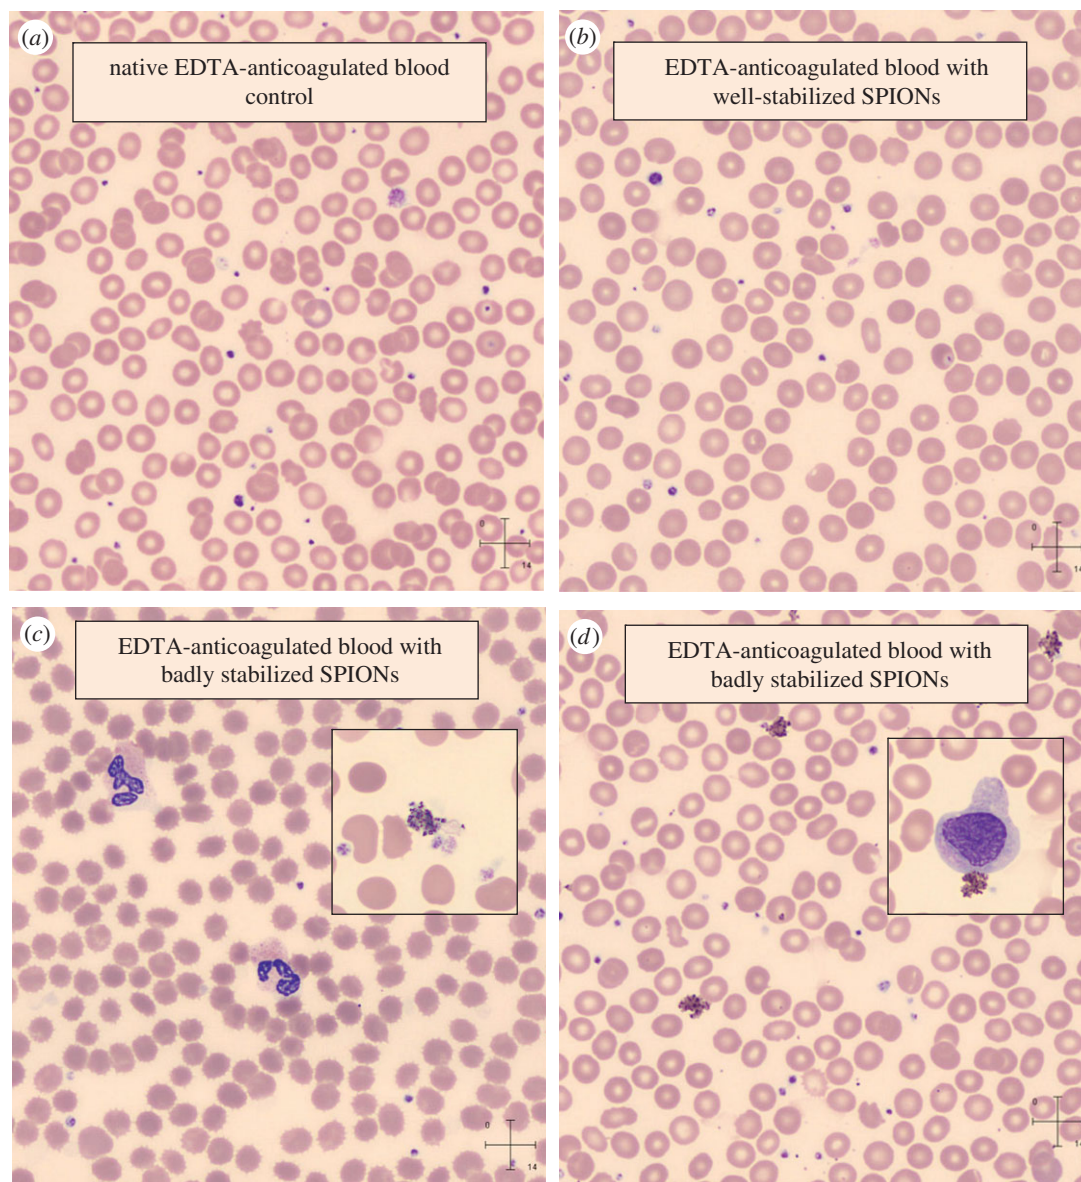 (a)
native EDTA-anticoagulated blood
control
0
14
(b)
EDTA-anticoagulated blood with
well-stabilized SPIONs
0
14
(c)
EDTA-anticoagulated blood with
badly stabilized SPIONs
0
14
(d)
EDTA-anticoagulated blood with
badly stabilized SPIONs
0
14